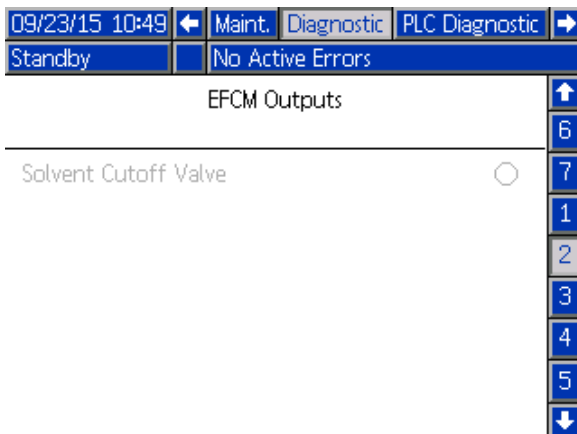 09/23/15 10:49 Maint. Diagnostic PLC Diagnostic
Standby No Active Errors
EFCM Outputs
6
Solvent Cutoff Valve
7
1
2
3
4
5